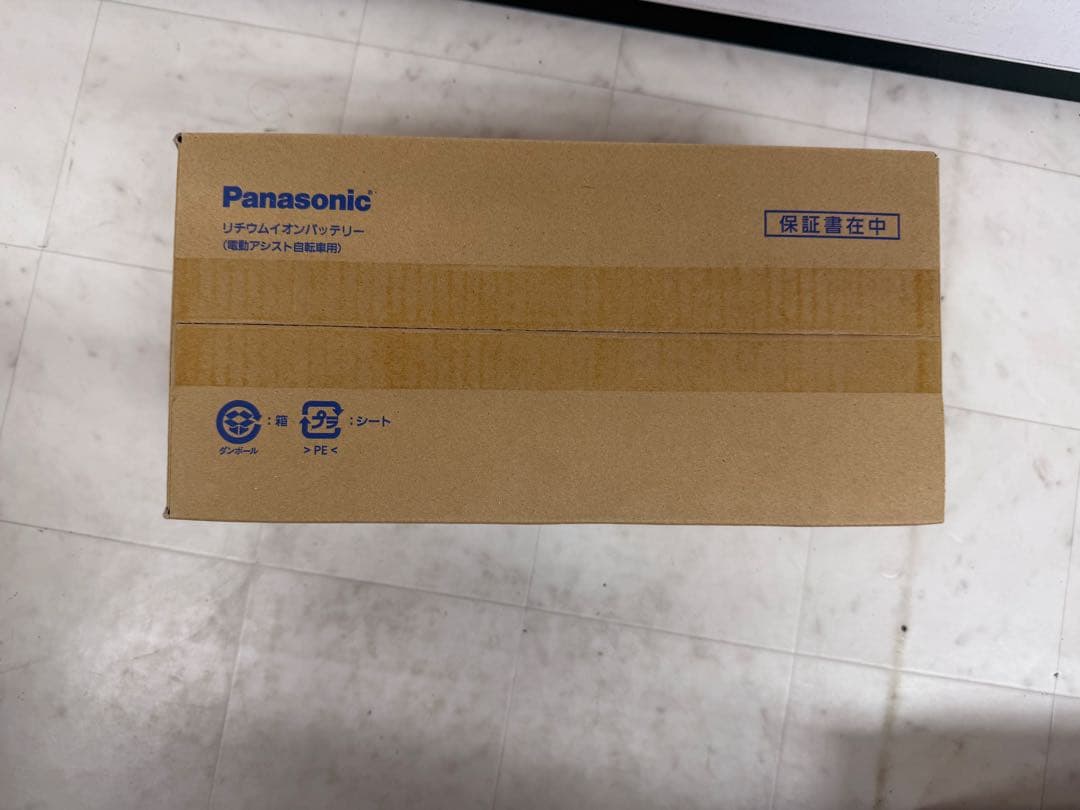 Panasonic
リチウムイオンバッテリー
(電動アシスト自転車用)
保証書在中
:箱
プラ
:シート
ダンボール
>PE<